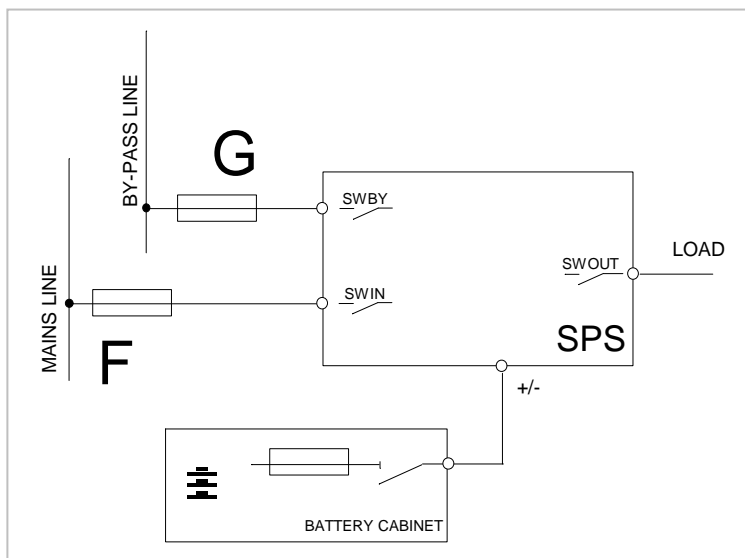 BY-PASS LINE
G
SWBY
LOAD
SWOUT
MAINS LINE
SWIN
SPS
F
+/-
BATTERY CABINET